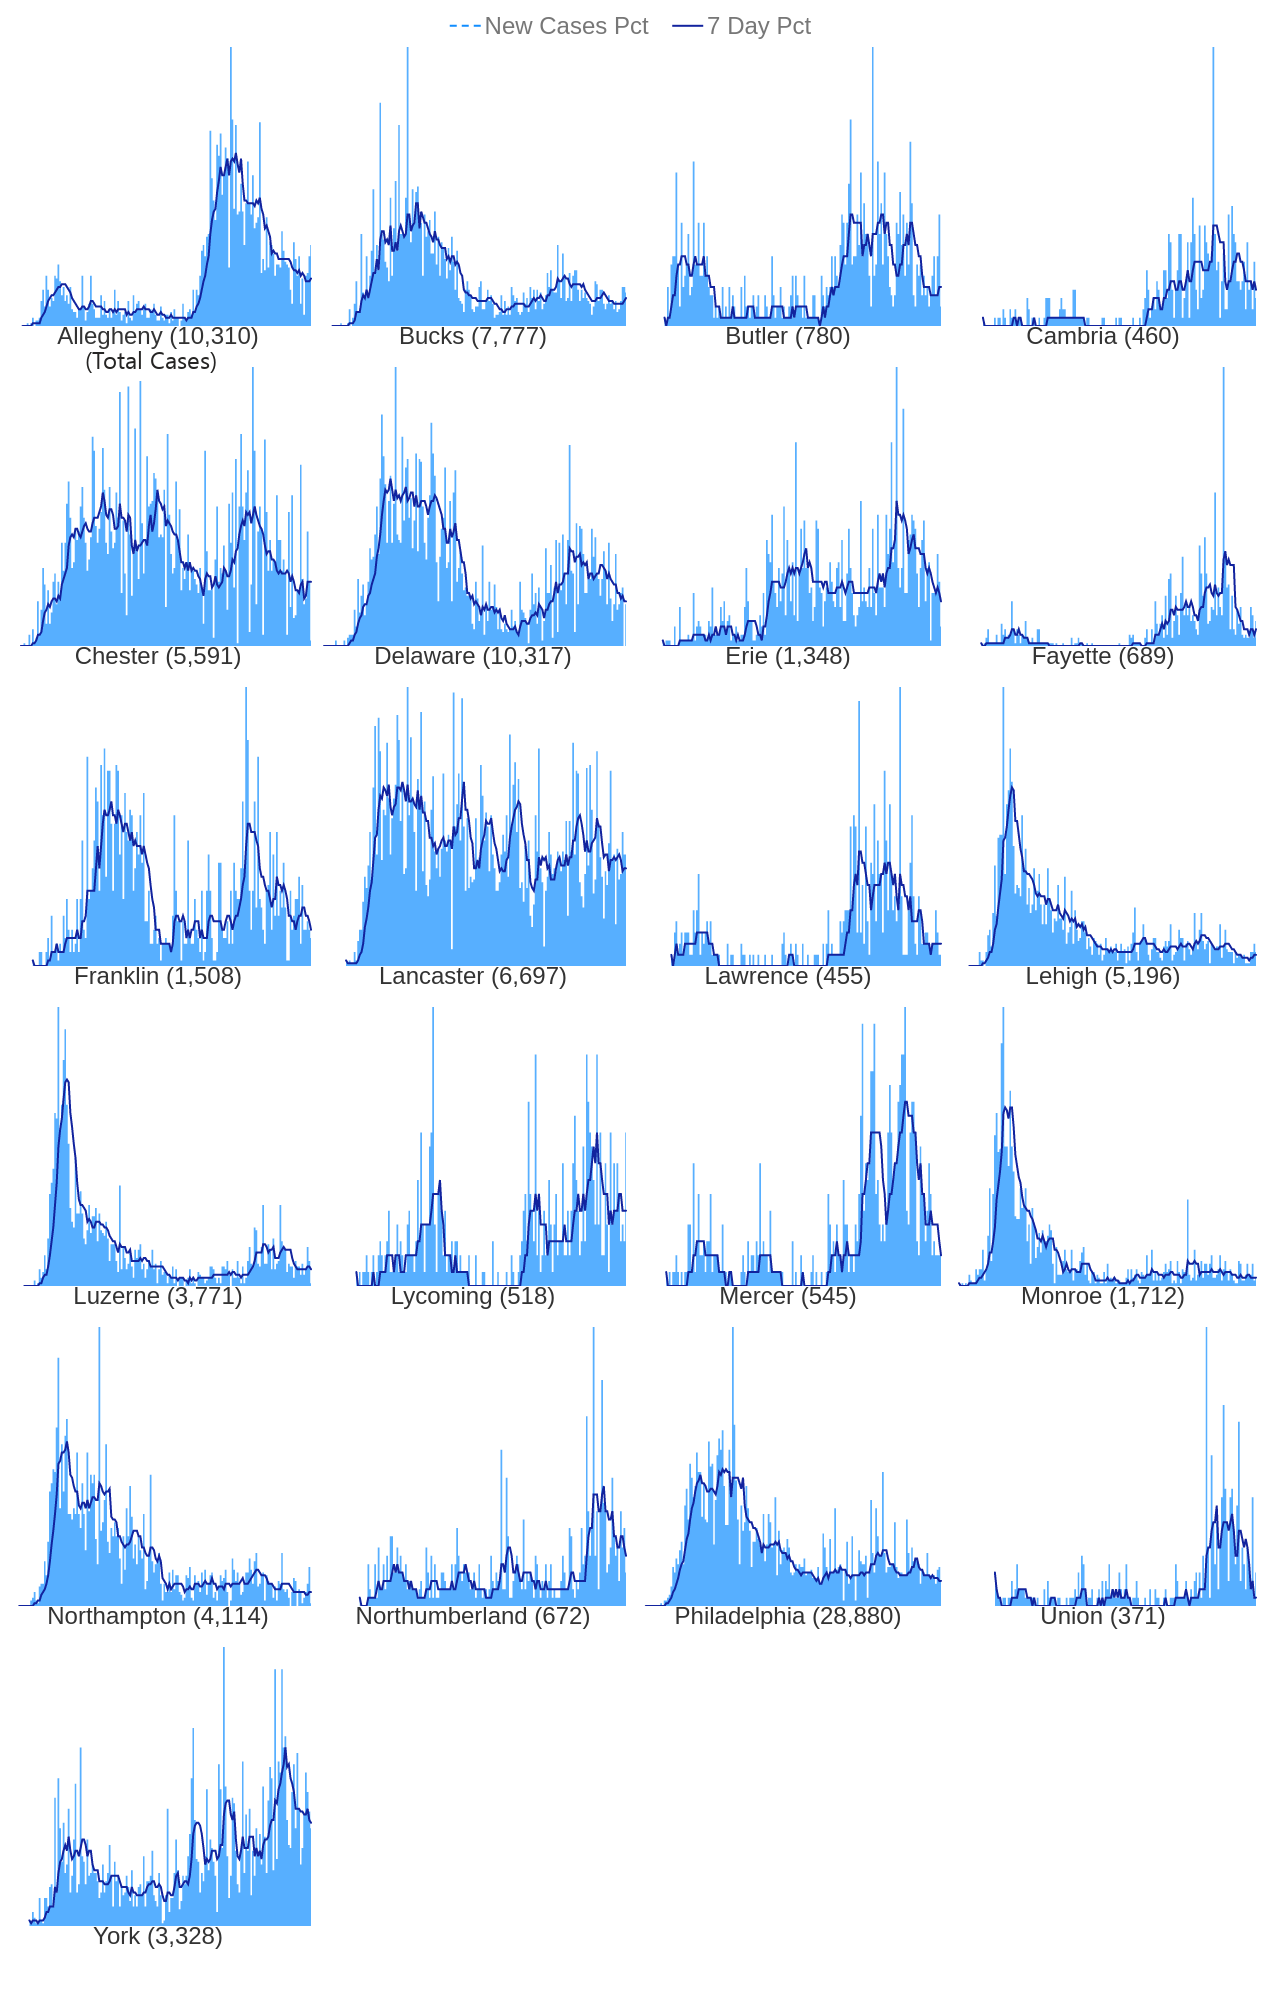 New Cases Pct 7 Day Pct
Allegheny (10,310) Bucks (7,777) Butler (780) Cambria (460)
(Total Cases)
Chester (5,591) Delaware (10,317) Erie (1,348) Fayette (689)
Franklin (1,508) Lancaster (6,697) Lawrence (455) Lehigh (5,196)
Luzerne (3,771) Lycoming (518) Mercer (545) Monroe (1,712)
Northampton (4,114) Northumberland (672) Philadelphia (28,880) Union (371)
York (3,328)